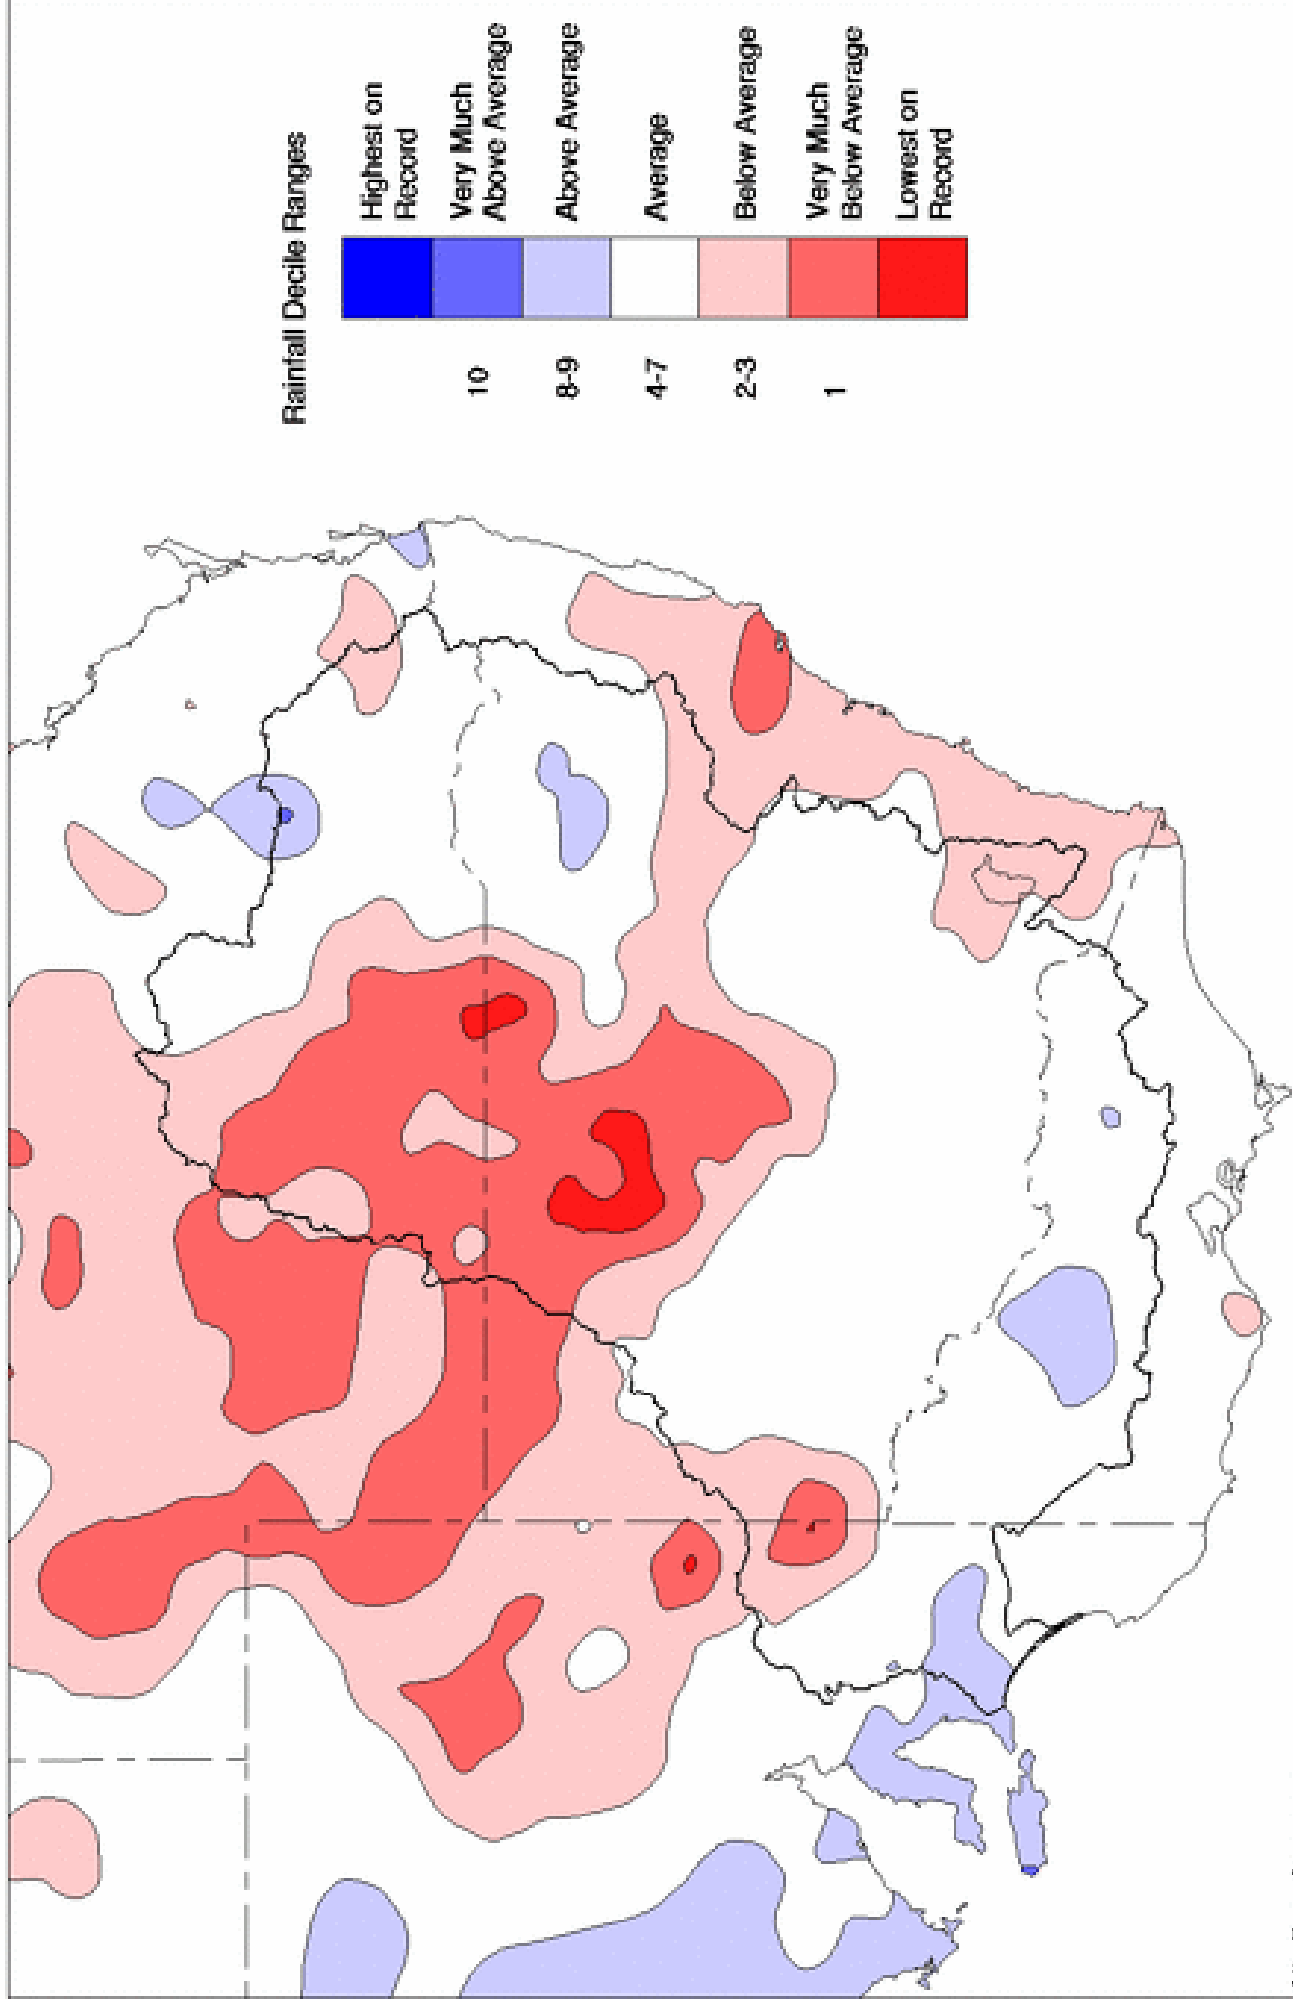 Rainfall Decile Ranges
Highest on
Record
10
Very Much
Above Average
8-9
Above Average
4-7
Average
2-3
Below Average
1
Very Much
Below Average
Lowest on
Record